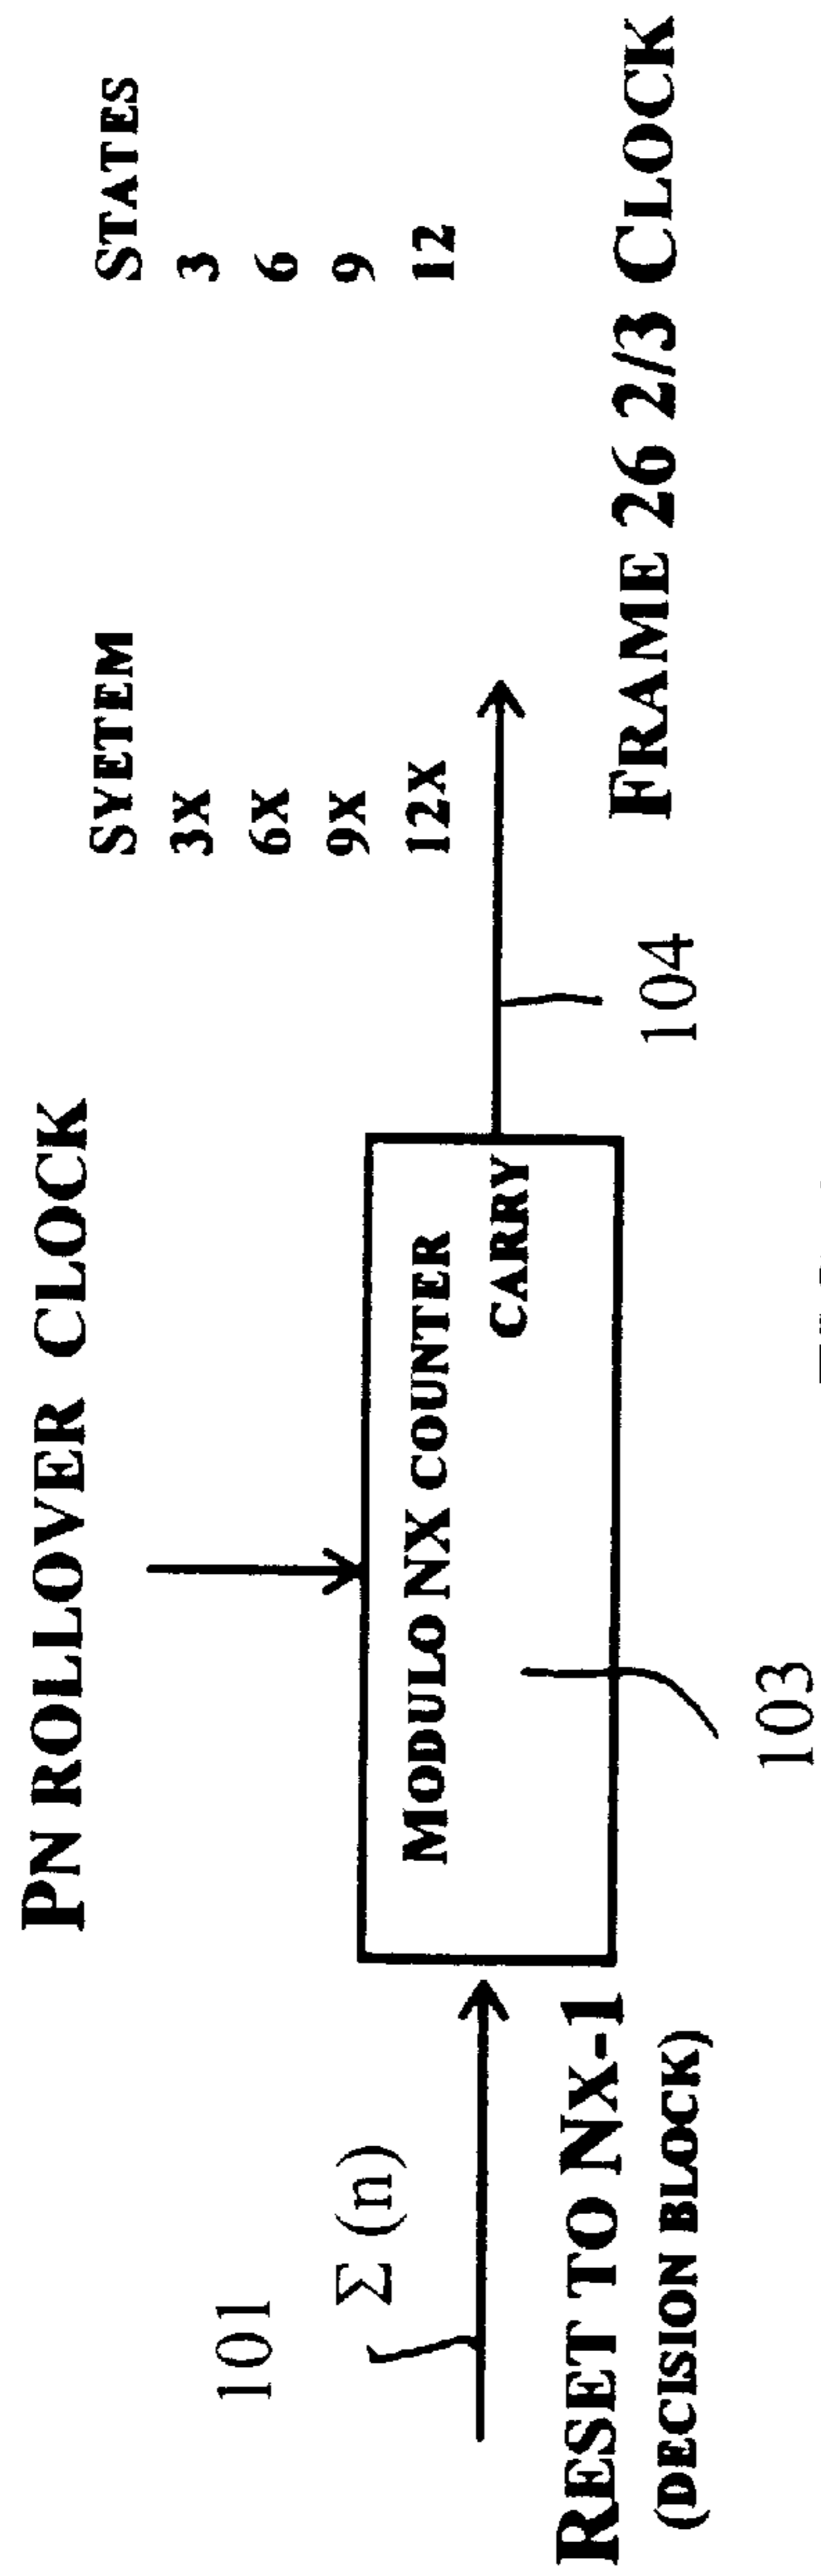 PN ROLLOVER CLOCK
SYETEM STATES
3X 3
6X 6
9X 9
12X 12
101
Σ (n)
MODULO NX COUNTER
CARRY
RESET TO NX-1
(DECISION BLOCK)
103
104
FRAME 26 2/3 CLOCK